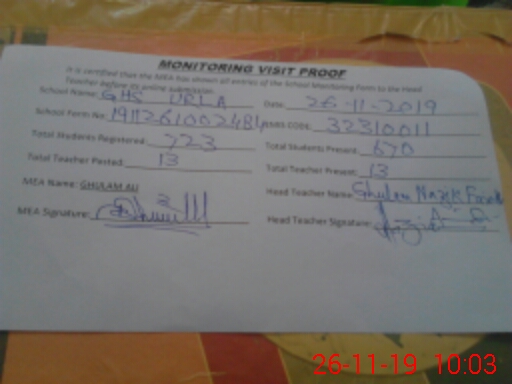 MONITORING VISIT PROOF
It is certified that the MEA has shown all entries of the School Monitoring Form to the Head
Teacher before its online submission.
School Name: GHS URLA Date: 26-11-2019
School Form No: EMIS CODE: 32310011
Total Students Registered: 723 Total Students Present: 670
Total Teacher Posted: 13 Total Teacher Present: 13
MEA Name: GHULAM ALI Head Teacher Name: Ghulam
MEA Signature: Head Teacher Signature:
26-11-19 10:03